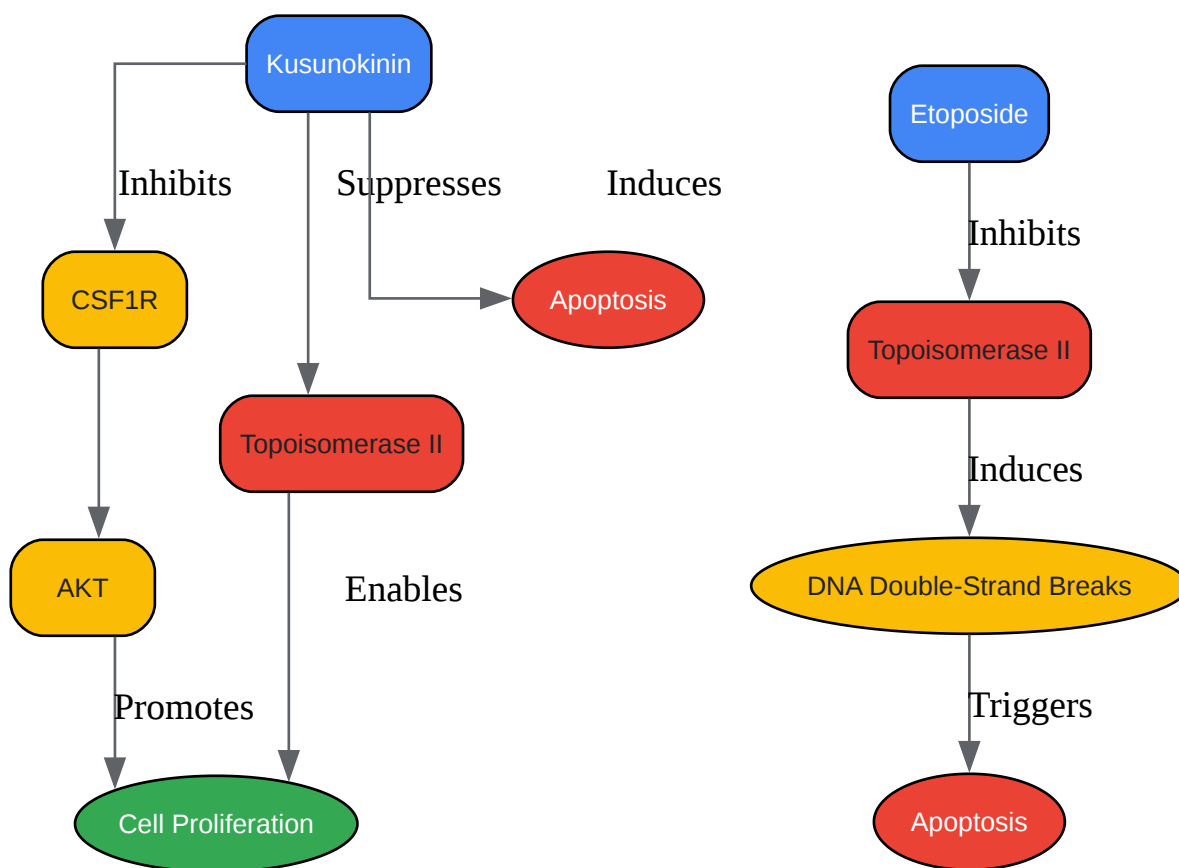 Kusunokinin
Etoposide
Inhibits
Suppresses
Induces
Inhibits
CSF1R
Apoptosis
Topoisomerase II
Topoisomerase II
Induces
AKT
Enables
DNA Double-Strand Breaks
Promotes
Triggers
Cell Proliferation
Apoptosis